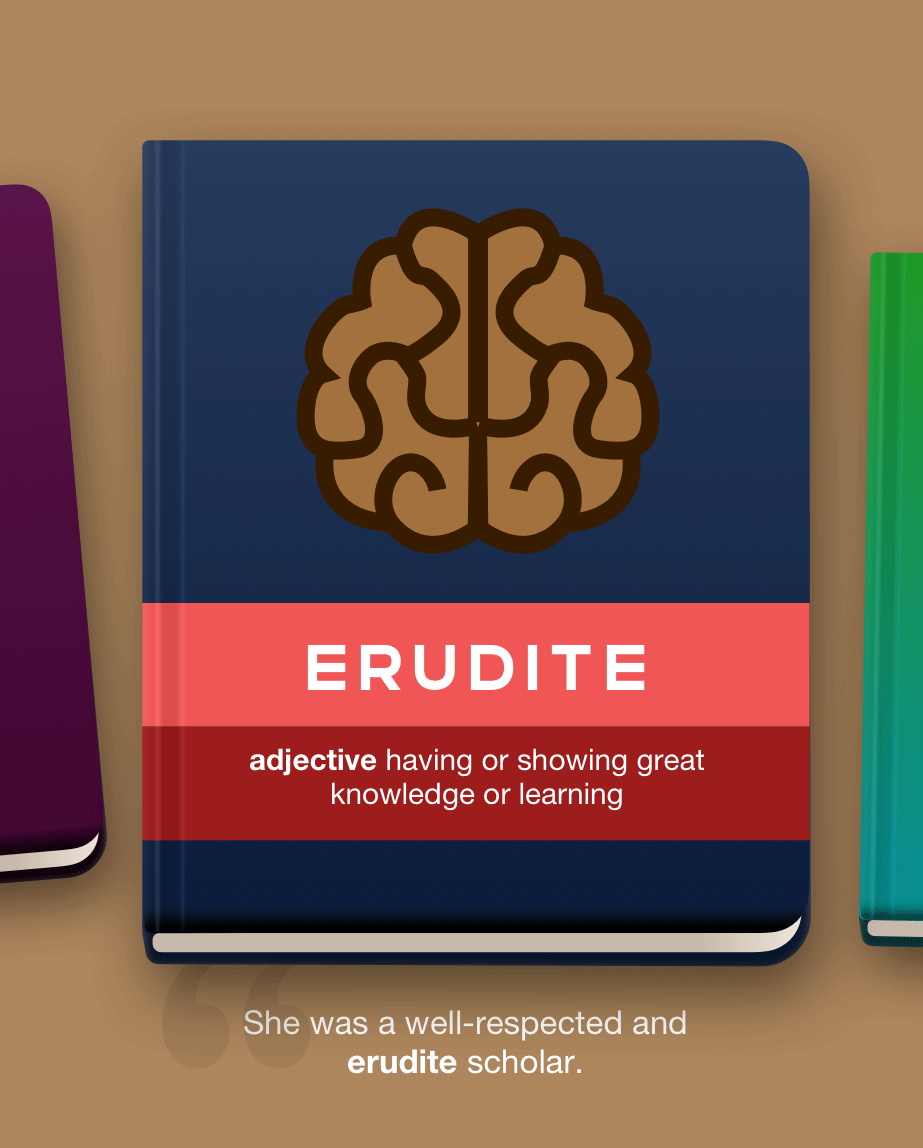 ERUDITE
adjective having or showing great
knowledge or learning
“
She was a well-respected and
erudite scholar.